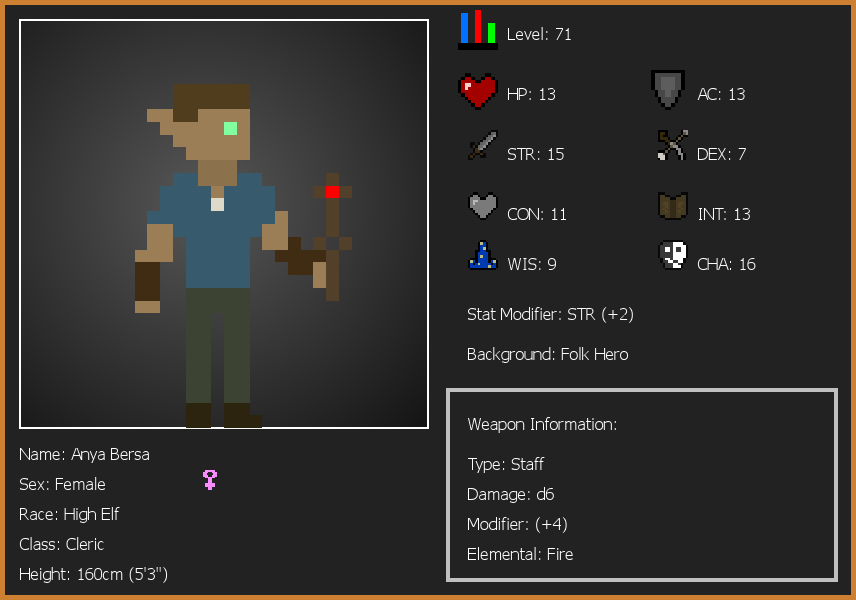 Level: 71
HP: 13
AC: 13
STR: 15
DEX: 7
CON: 11
INT: 13
WIS: 9
CHA: 16
Stat Modifier: STR (+2)
Background: Folk Hero
Weapon Information:
Type: Staff
Damage: d6
Modifier: (+4)
Elemental: Fire
Name: Anya Bersa
Sex: Female
Race: High Elf
Class: Cleric
Height: 160cm (5'3")